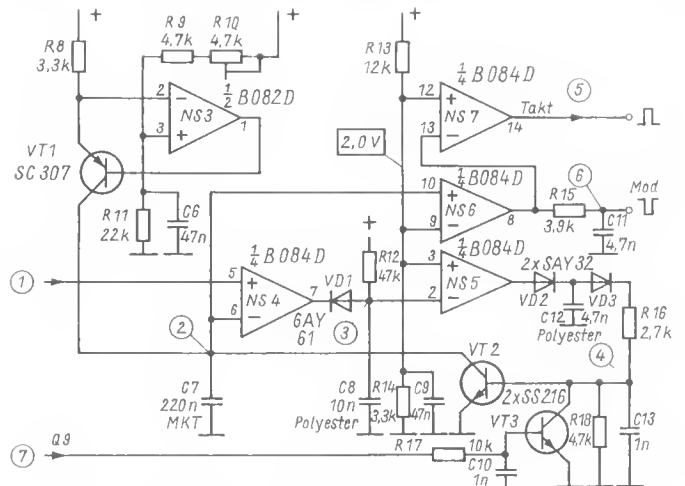 +
+
+
R8
3,3k
R9
4,7k
R10
4,7k
R13
12k
1/4 B084D
12
+
NS7
13
−
14
Takt
5
1/2 B082D
2
−
NS3
3
+
1
2,0V
VT1
SC307
R11
22k
C6
47n
1/4 B084D
10
+
NS6
9
−
8
R15
3,9k
6
Mod
C11
4,7n
+
R12
47k
1/4 B084D
3
+
NS5
2
−
2xSAY32
VD2
VD3
C12
4,7n
Polyester
R16
2,7k
1
1/4 B084D
5
+
NS4
6
−
7
VD1
GAY
61
3
2
C7
220n
MKT
C8
10n
Polyester
R14
3,3k
C9
47n
VT2
2xSS216
4
VT3
R18
4,7k
C13
1n
7
Q9
R17
10k
C10
1n